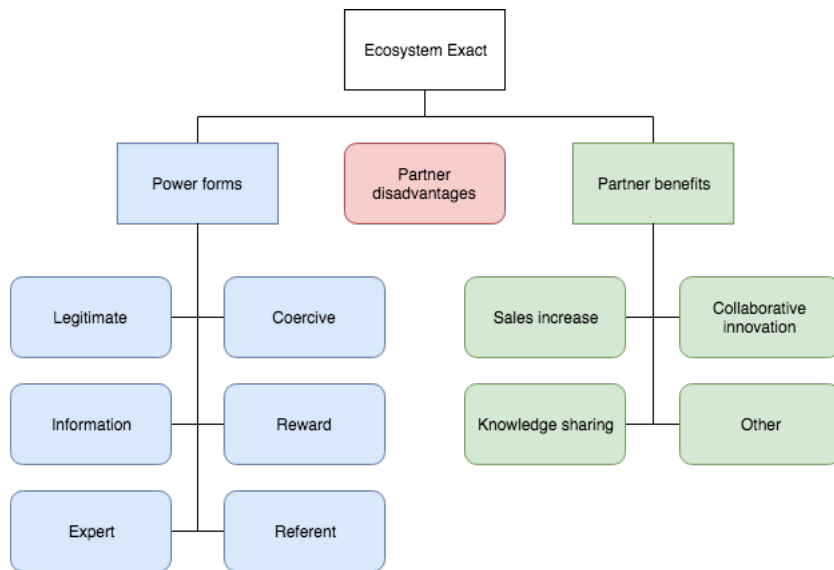 Ecosystem Exact
Power forms
Partner
disadvantages
Partner benefits
Legitimate
Coercive
Sales increase
Collaborative
innovation
Information
Reward
Knowledge sharing
Other
Expert
Referent